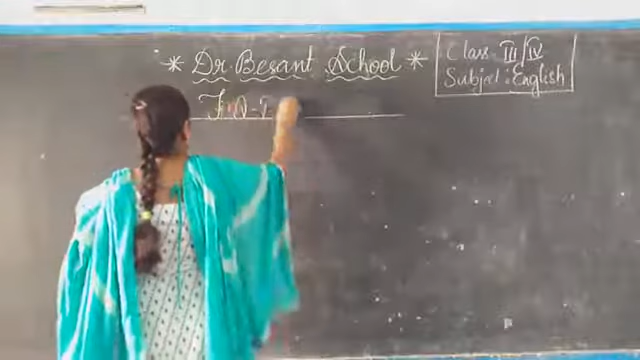 * Dr. Besant School *
Class: III/IV
Subject: English